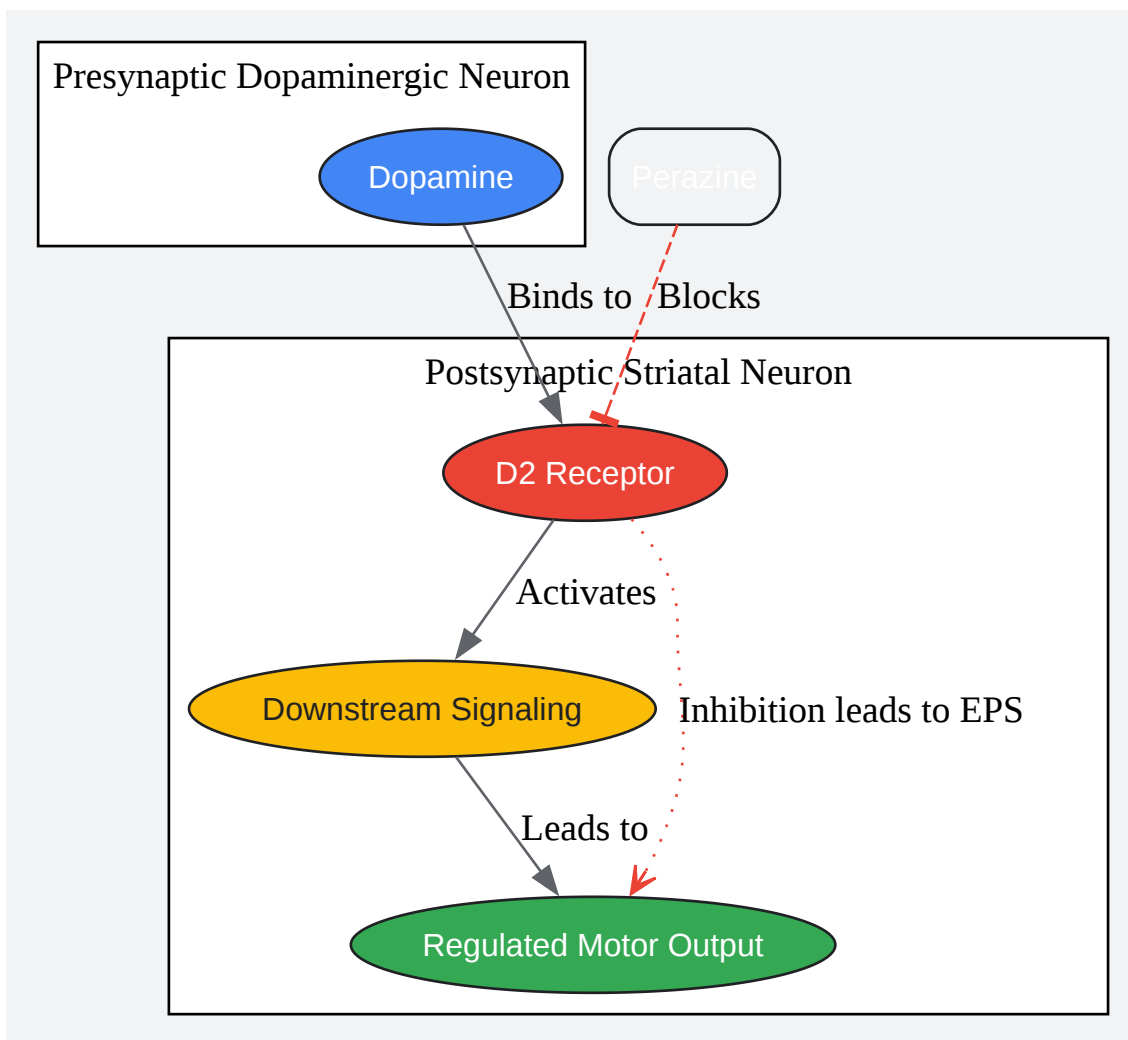 Presynaptic Dopaminergic Neuron
Dopamine
Perazine
Binds to
Blocks
Postsynaptic Striatal Neuron
D2 Receptor
Activates
Downstream Signaling
Inhibition leads to EPS
Leads to
Regulated Motor Output